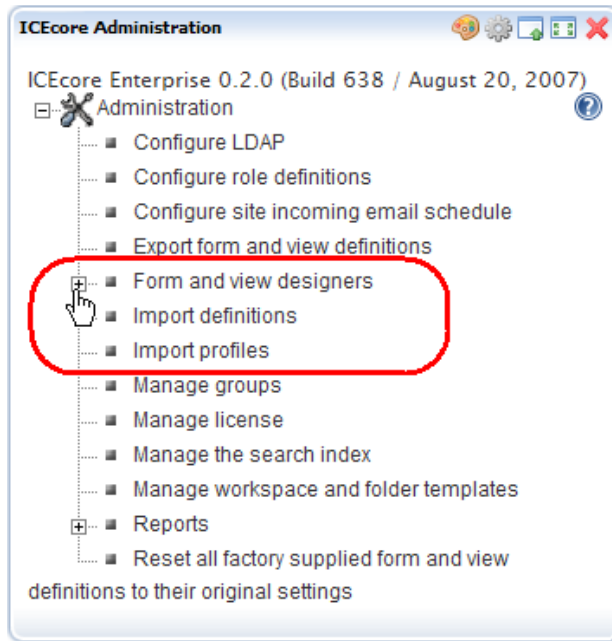 ICEcore Administration
ICEcore Enterprise 0.2.0 (Build 638 / August 20, 2007)
Administration
Configure LDAP
Configure role definitions
Configure site incoming email schedule
Export form and view definitions
Form and view designers
Import definitions
Import profiles
Manage groups
Manage license
Manage the search index
Manage workspace and folder templates
Reports
Reset all factory supplied form and view
definitions to their original settings